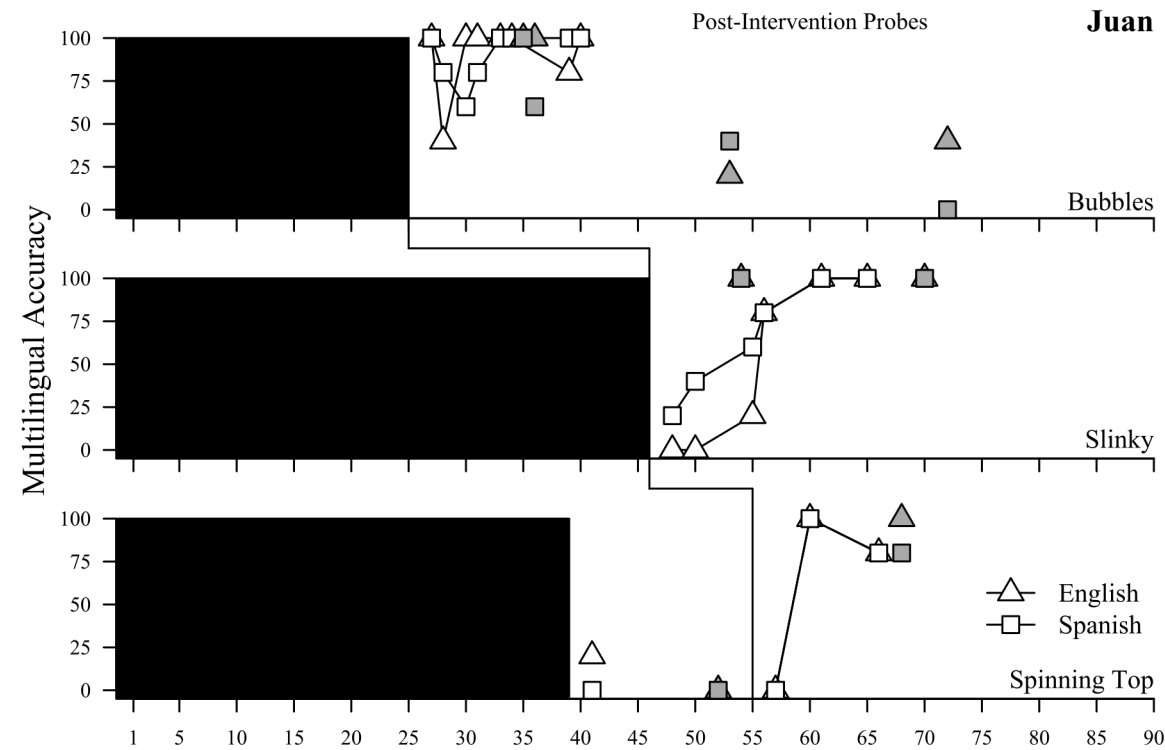 Post-Intervention Probes
Juan
Multilingual Accuracy
100
75
50
25
0
Bubbles
100
75
50
25
0
Slinky
100
75
50
25
0
English
Spanish
Spinning Top
1 5 10 15 20 25 30 35 40 45 50 55 60 65 70 75 80 85 90